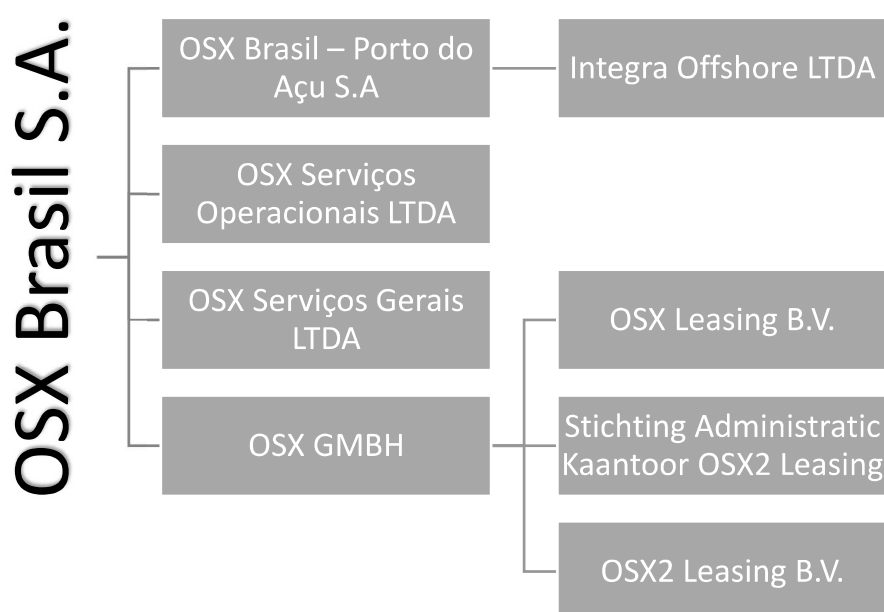 OSX Brasil S.A.
OSX Brasil – Porto do
Açu S.A
Integra Offshore LTDA
OSX Serviços
Operacionais LTDA
OSX Serviços Gerais
LTDA
OSX Leasing B.V.
OSX GMBH
Stichting Administratic
Kaantoor OSX2 Leasing
OSX2 Leasing B.V.